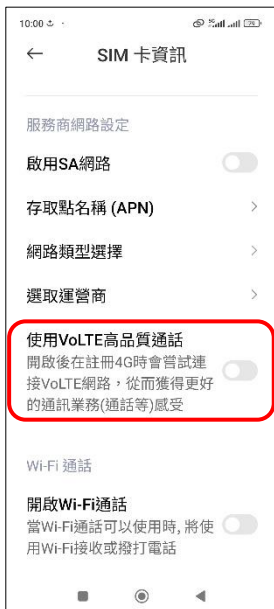 10:00
SIM 卡資訊
服務商網路設定
啟用SA網路
存取點名稱 (APN)
網路類型選擇
選取運營商
使用VoLTE高品質通話
開啟後在註冊4G時會嘗試連
接VoLTE網路，從而獲得更好
的通訊業務(通話等)感受
Wi-Fi 通話
開啟Wi-Fi通話
當Wi-Fi通話可以使用時, 將使
用Wi-Fi接收或撥打電話